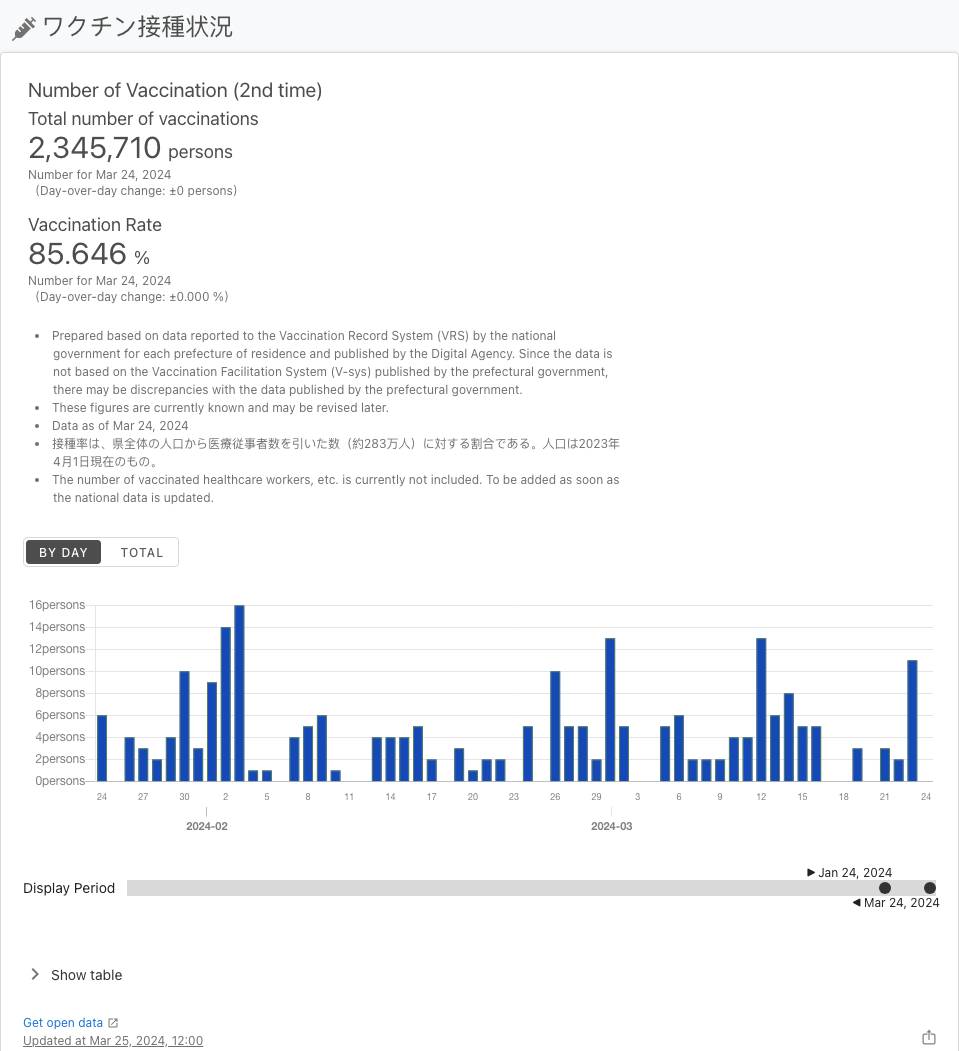 ワクチン接種状況
Number of Vaccination (2nd time)
Total number of vaccinations
2,345,710 persons
Number for Mar 24, 2024
(Day-over-day change: ±0 persons)
Vaccination Rate
85.646 %
Number for Mar 24, 2024
(Day-over-day change: ±0.000 %)
• Prepared based on data reported to the Vaccination Record System (VRS) by the national
government for each prefecture of residence and published by the Digital Agency. Since the data is
not based on the Vaccination Facilitation System (V-sys) published by the prefectural government,
there may be discrepancies with the data published by the prefectural government.
• These figures are currently known and may be revised later.
• Data as of Mar 24, 2024
• 接種率は、県全体の人口から医療従事者数を引いた数（約283万人）に対する割合である。人口は2023年
4月1日現在のもの。
• The number of vaccinated healthcare workers, etc. is currently not included. To be added as soon as
the national data is updated.
BY DAY TOTAL
16persons
14persons
12persons
10persons
8persons
6persons
4persons
2persons
0persons
24 27 30 2 5 8 11 14 17 20 23 26 29 3 6 9 12 15 18 21 24
2024-02 2024-03
Jan 24, 2024
Display Period
Mar 24, 2024
Show table
Get open data
Updated at Mar 25, 2024, 12:00